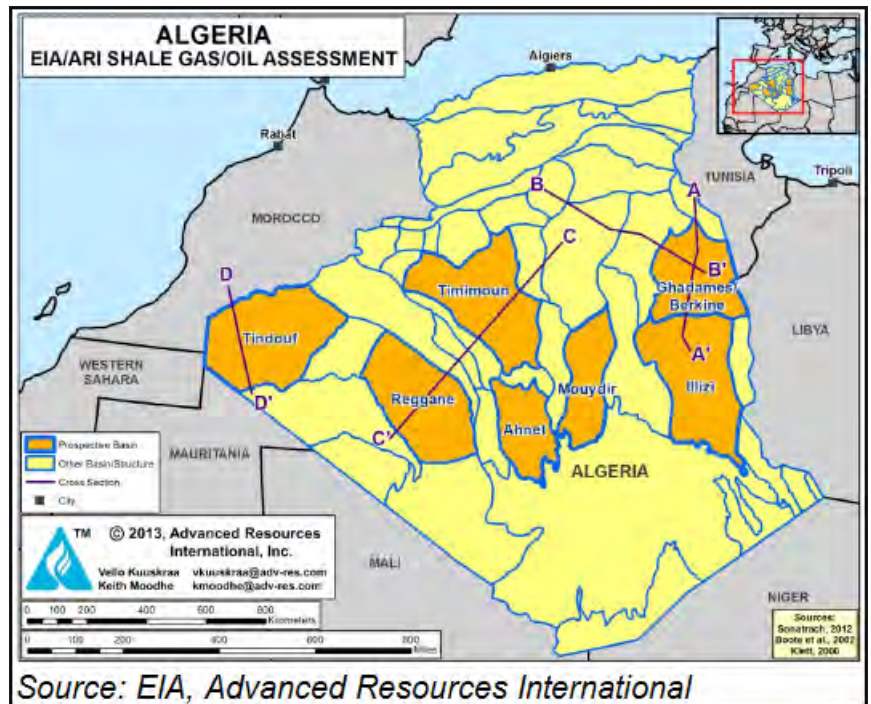 ALGERIA
EIA/ARI SHALE GAS/OIL ASSESSMENT
Algiers
Rabat
TUNISIA
Tripoli
MOROCCO
B
A
C
D
B'
Ghadames/
Berkine
Timimoun
LIBYA
Tindouf
A'
WESTERN
SAHARA
D'
Reggane
Mouydir
Illizi
Ahnet
C'
ALGERIA
MAURITANIA
Prospective Basin
Other Basin/Structure
Cross Section
City
TM
© 2013, Advanced Resources
International, Inc.
Vello Kuuskraa vkuuskraa@adv-res.com
Keith Moodhe kmoodhe@adv-res.com
MALI
NIGER
0 100 200 400 600 800
Kilometers
0 100 200 400 600 800
Miles
Sources:
Sonatrach, 2012
Boote et al., 2002
Klett, 2000
Source: EIA, Advanced Resources International